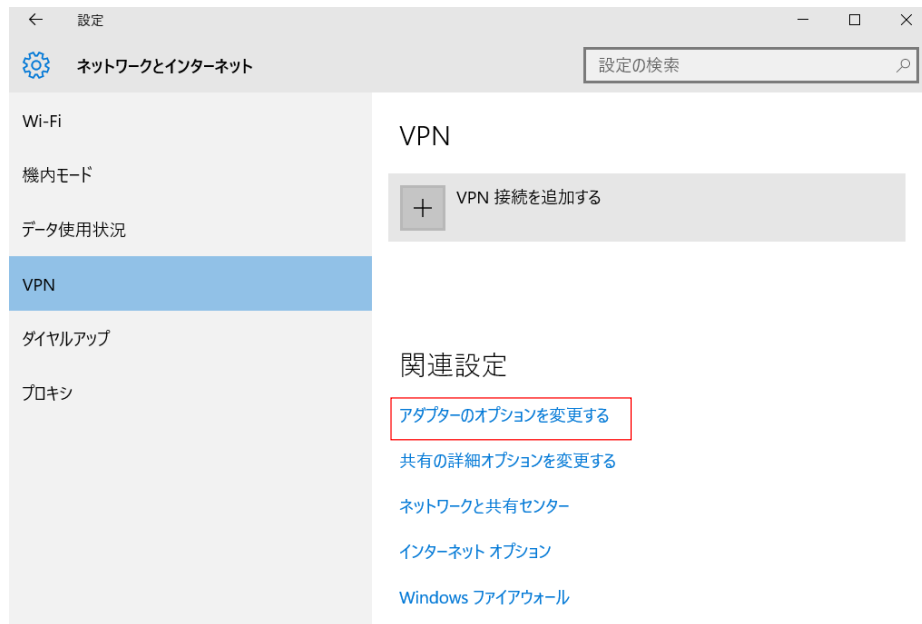 設定
ネットワークとインターネット
設定の検索
Wi-Fi
機内モード
データ使用状況
VPN
ダイヤルアップ
プロキシ
VPN
VPN 接続を追加する
関連設定
アダプターのオプションを変更する
共有の詳細オプションを変更する
ネットワークと共有センター
インターネット オプション
Windows ファイアウォール